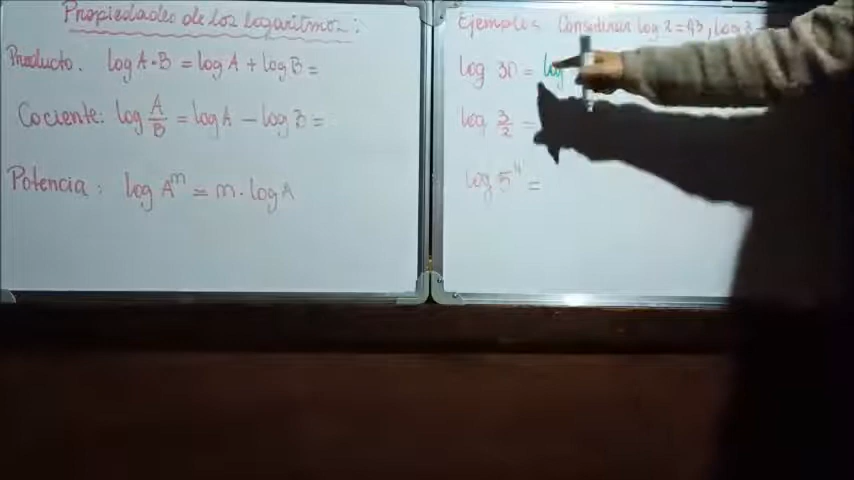 Propiedades de los logaritmos:
Producto. log A·B = log A + log B =
Cociente: log A/B = log A − log B =
Potencia: log A^m = m·log A
Ejemplos Considerar log 2 = 0,3, log 3
log 30 = log
log 3/2 =
log 5^4 =